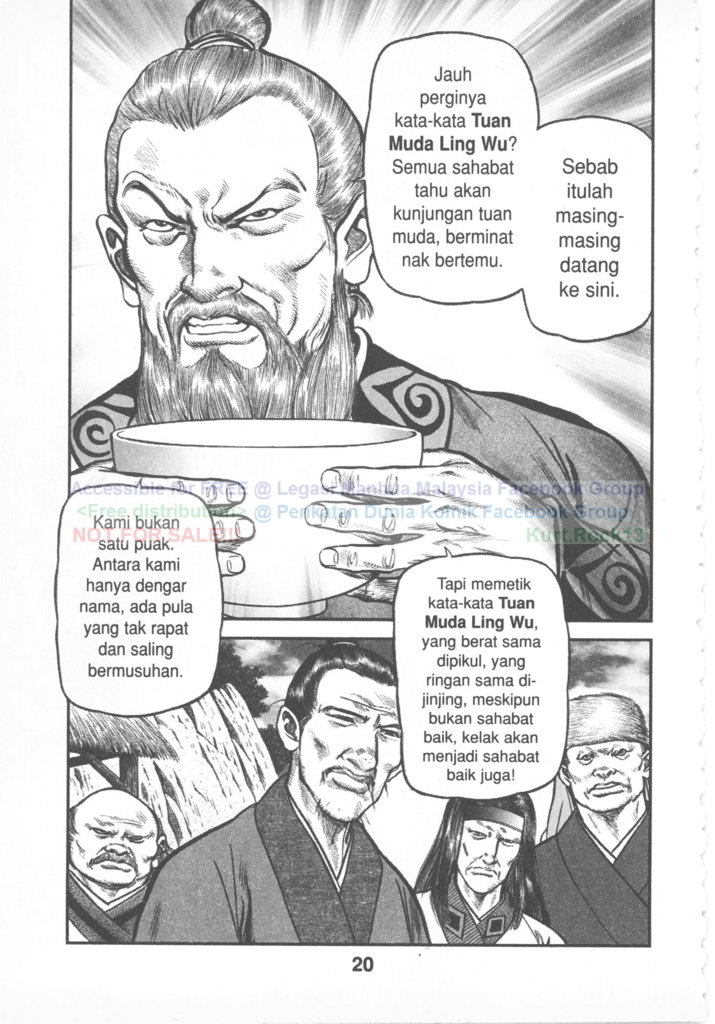 Jauh
perginya
kata-kata Tuan
Muda Ling Wu?
Semua sahabat
tahu akan
kunjungan tuan
muda, berminat
nak bertemu.
Sebab
itulah
masing-
masing
datang
ke sini.
Accessible for FREE @ Legasi Manhua Malaysia Facebook Group
<Free distribution> @ Perikatan Dunia Komik Facebook Group
NOT FOR SALE!! Kurt.Rock13
Kami bukan
satu puak.
Antara kami
hanya dengar
nama, ada pula
yang tak rapat
dan saling
bermusuhan.
Tapi memetik
kata-kata Tuan
Muda Ling Wu,
yang berat sama
dipikul, yang
ringan sama di-
jinjing, meskipun
bukan sahabat
baik, kelak akan
menjadi sahabat
baik juga!
20